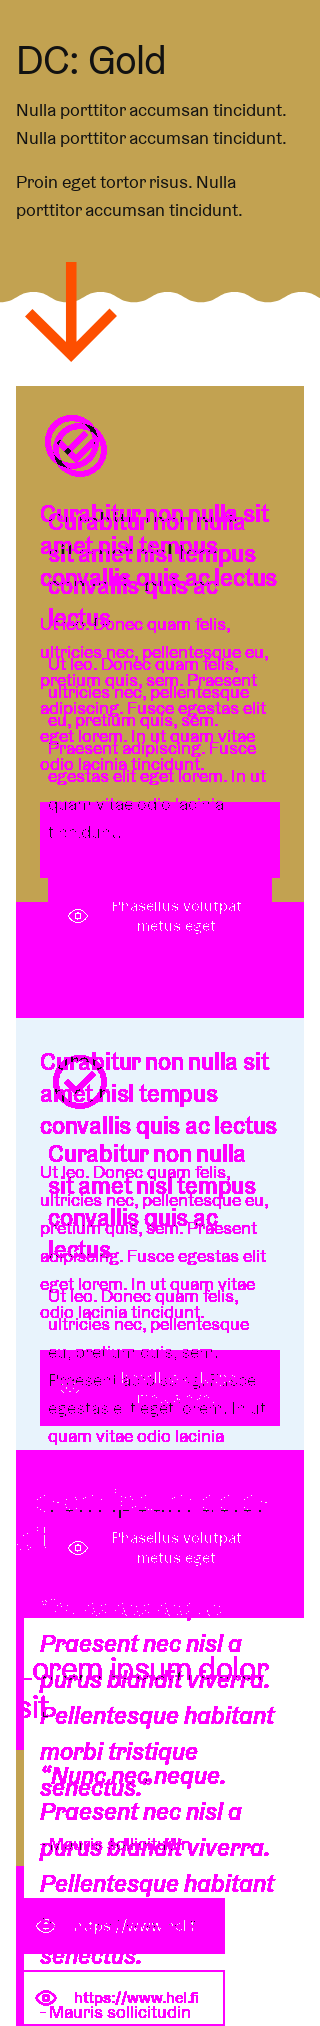 DC: Gold
Nulla porttitor accumsan tincidunt.
Nulla porttitor accumsan tincidunt.
Proin eget tortor risus. Nulla
porttitor accumsan tincidunt.
Curabitur non nulla sit
amet nisl tempus
convallis quis ac lectus
Curabitur non nulla
sit amet nisl tempus
convallis quis ac
lectus
Ut leo. Donec quam felis,
ultricies nec, pellentesque eu,
pretium quis, sem. Praesent
adipiscing. Fusce egestas elit
eget lorem. In ut quam vitae
odio lacinia tincidunt.
Ut leo. Donec quam felis,
ultricies nec, pellentesque
eu, pretium quis, sem.
Praesent adipiscing. Fusce
egestas elit eget lorem. In ut
quam vitae odio lacinia
tincidunt.
Phasellus volutpat
metus eget
Curabitur non nulla sit
amet nisl tempus
convallis quis ac lectus
Curabitur non nulla
sit amet nisl tempus
convallis quis ac
lectus
Ut leo. Donec quam felis,
ultricies nec, pellentesque eu,
pretium quis, sem. Praesent
adipiscing. Fusce egestas elit
eget lorem. In ut quam vitae
odio lacinia tincidunt.
Ut leo. Donec quam felis,
ultricies nec, pellentesque
eu, pretium quis, sem.
Praesent adipiscing. Fusce
egestas elit eget lorem. In ut
quam vitae odio lacinia
Phasellus volutpat
metus eget
Praesent nec nisl a
purus blandit viverra.
Lorem ipsum dolor
sit
Pellentesque habitant
morbi tristique
senectus.”
“Nunc nec neque.
Praesent nec nisl a
purus blandit viverra.
Pellentesque habitant
- Mauris sollicitudin
https://www.hel.fi
senectus.
https://www.hel.fi
- Mauris sollicitudin